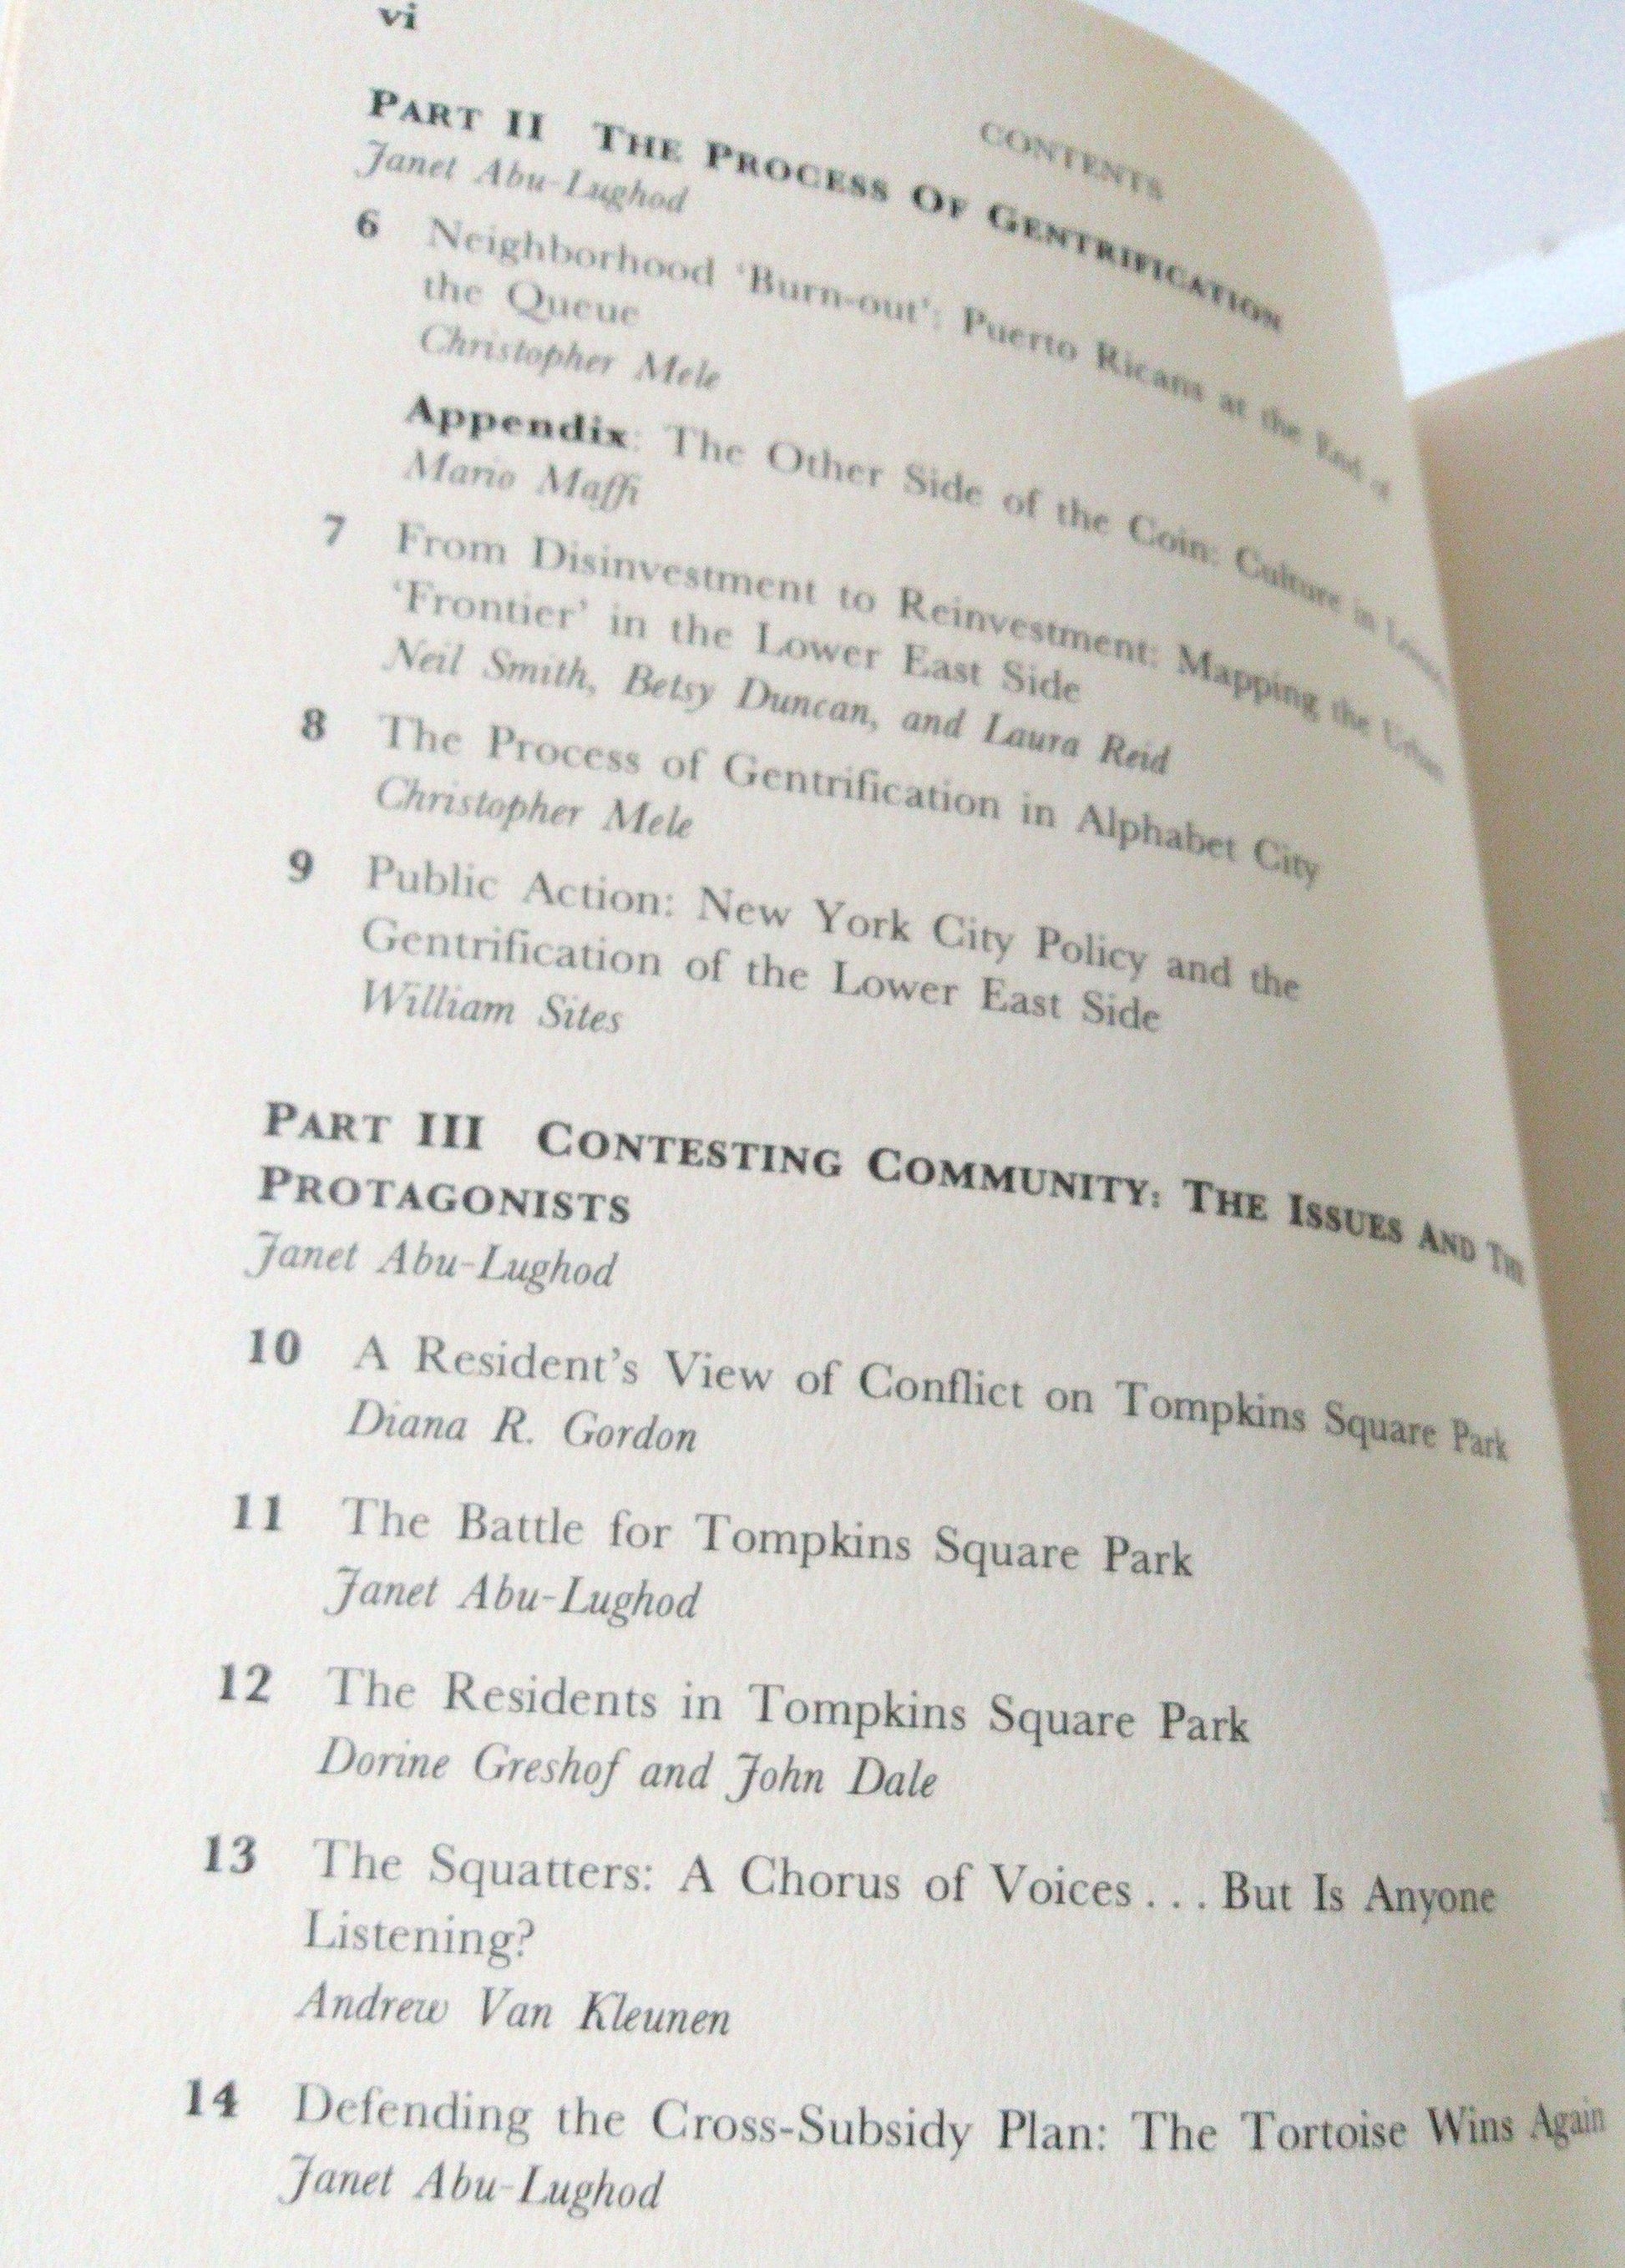 vi
CONTENTS
PART II THE PROCESS OF GENTRIFICATION
Janet Abu-Lughod
6 Neighborhood 'Burn-out': Puerto Ricans at the End of
the Queue
Christopher Mele
Appendix: The Other Side of the Coin: Culture in
Mario Maffi
7 From Disinvestment to Reinvestment: Mapping the Urban
'Frontier' in the Lower East Side
Neil Smith, Betsy Duncan, and Laura Reid
8 The Process of Gentrification in Alphabet City
Christopher Mele
9 Public Action: New York City Policy and the
Gentrification of the Lower East Side
William Sites
PART III CONTESTING COMMUNITY: THE ISSUES AND
PROTAGONISTS
Janet Abu-Lughod
10 A Resident's View of Conflict on Tompkins Square Park
Diana R. Gordon
11 The Battle for Tompkins Square Park
Janet Abu-Lughod
12 The Residents in Tompkins Square Park
Dorine Greshof and John Dale
13 The Squatters: A Chorus of Voices . . . But Is Anyone
Listening?
Andrew Van Kleunen
14 Defending the Cross-Subsidy Plan: The Tortoise Wins Again
Janet Abu-Lughod